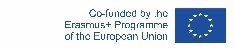 Co-funded by the
Erasmus+ Programme
of the European Union